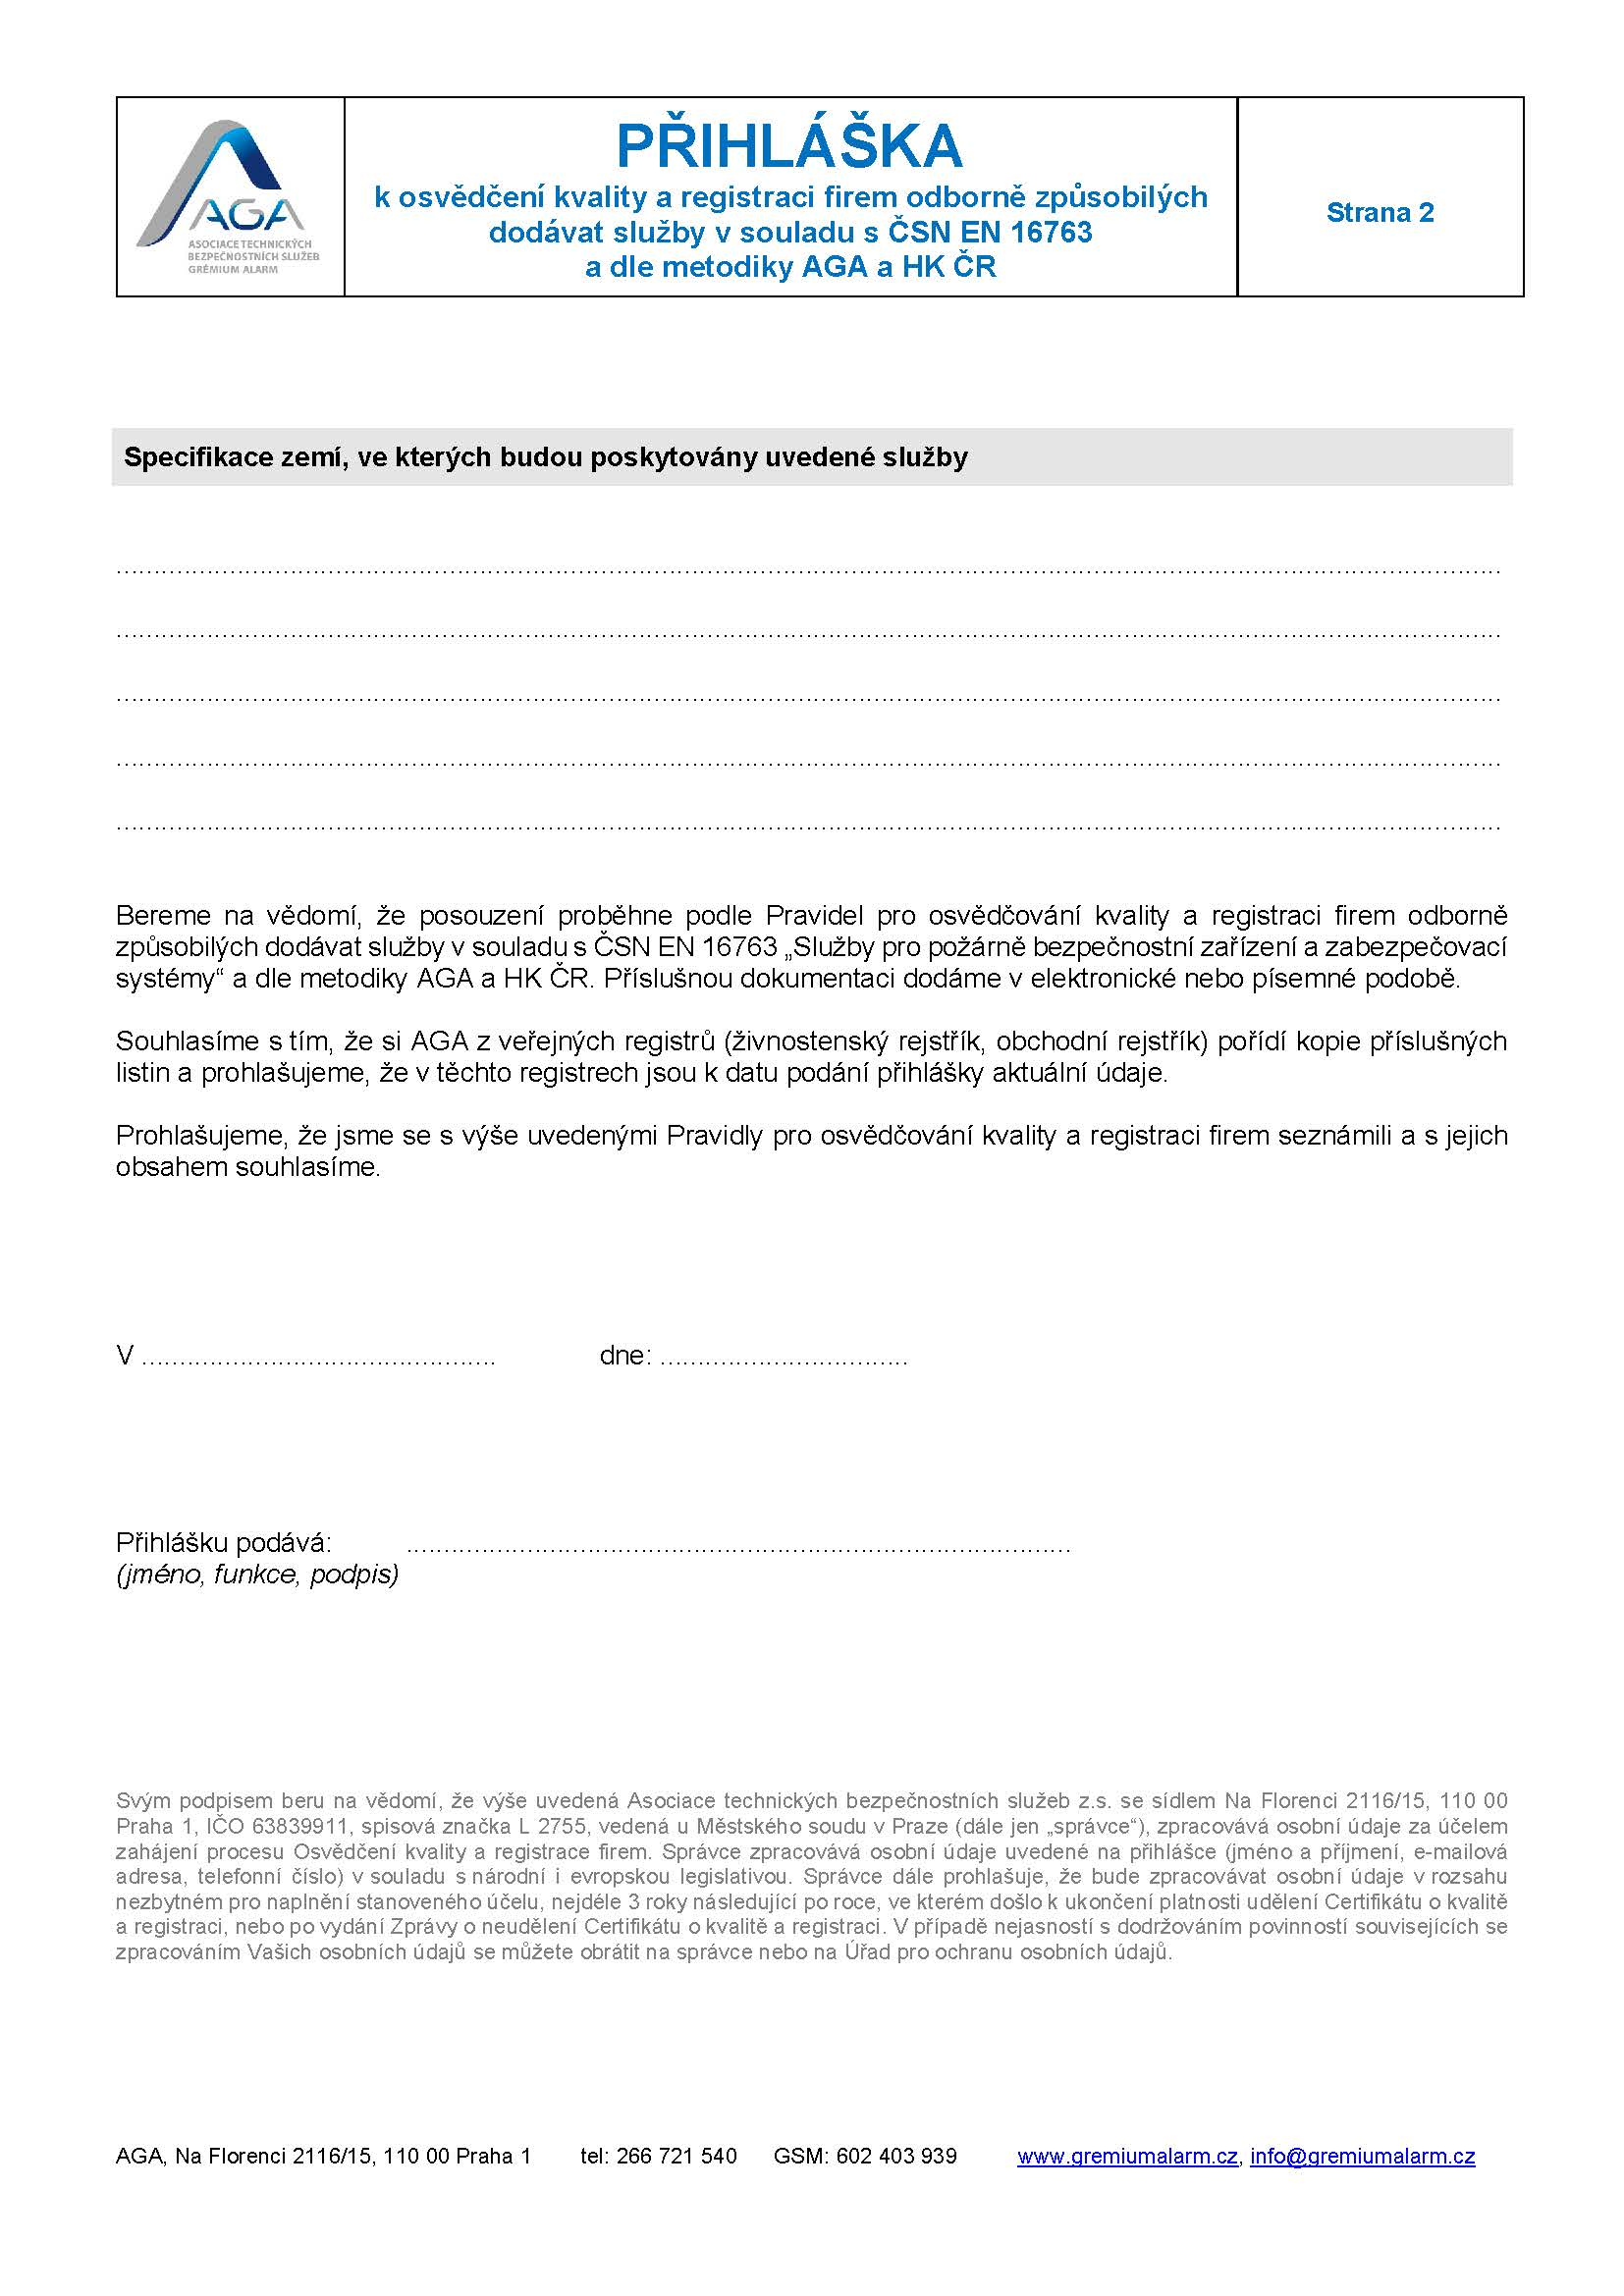 AGA
ASOCIACE TECHNICKÝCH
BEZPEČNOSTNÍCH SLUŽEB
GRÉMIUM ALARM
PŘIHLÁŠKA
k osvědčení kvality a registraci firem odborně způsobilých
dodávat služby v souladu s ČSN EN 16763
a dle metodiky AGA a HK ČR
Strana 2
Specifikace zemí, ve kterých budou poskytovány uvedené služby
Bereme na vědomí, že posouzení proběhne podle Pravidel pro osvědčování kvality a registraci firem odborně
způsobilých dodávat služby v souladu s ČSN EN 16763 „Služby pro požárně bezpečnostní zařízení a zabezpečovací
systémy“ a dle metodiky AGA a HK ČR. Příslušnou dokumentaci dodáme v elektronické nebo písemné podobě.
Souhlasíme s tím, že si AGA z veřejných registrů (živnostenský rejstřík, obchodní rejstřík) pořídí kopie příslušných
listin a prohlašujeme, že v těchto registrech jsou k datu podání přihlášky aktuální údaje.
Prohlašujeme, že jsme se s výše uvedenými Pravidly pro osvědčování kvality a registraci firem seznámili a s jejich
obsahem souhlasíme.
V ............................................... dne: .................................
Přihlášku podává: ........................................................................................
(jméno, funkce, podpis)
Svým podpisem beru na vědomí, že výše uvedená Asociace technických bezpečnostních služeb z.s. se sídlem Na Florenci 2116/15, 110 00
Praha 1, IČO 63839911, spisová značka L 2755, vedená u Městského soudu v Praze (dále jen „správce“), zpracovává osobní údaje za účelem
zahájení procesu Osvědčení kvality a registrace firem. Správce zpracovává osobní údaje uvedené na přihlášce (jméno a příjmení, e-mailová
adresa, telefonní číslo) v souladu s národní i evropskou legislativou. Správce dále prohlašuje, že bude zpracovávat osobní údaje v rozsahu
nezbytném pro naplnění stanoveného účelu, nejdéle 3 roky následující po roce, ve kterém došlo k ukončení platnosti udělení Certifikátu o kvalitě
a registraci, nebo po vydání Zprávy o neudělení Certifikátu o kvalitě a registraci. V případě nejasností s dodržováním povinností souvisejících se
zpracováním Vašich osobních údajů se můžete obrátit na správce nebo na Úřad pro ochranu osobních údajů.
AGA, Na Florenci 2116/15, 110 00 Praha 1 tel: 266 721 540 GSM: 602 403 939 www.gremiumalarm.cz, info@gremiumalarm.cz